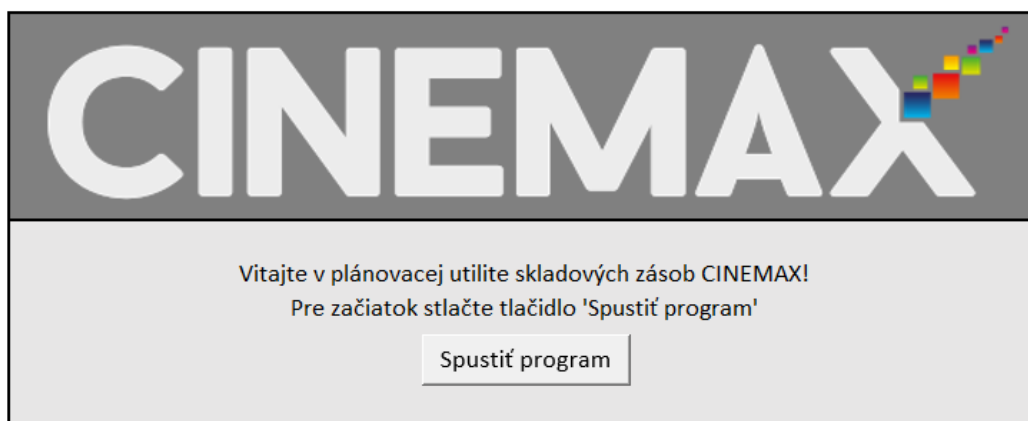 CINEMAX
Vitajte v plánovacej utilite skladových zásob CINEMAX!
Pre začiatok stlačte tlačidlo 'Spustiť program'
Spustiť program